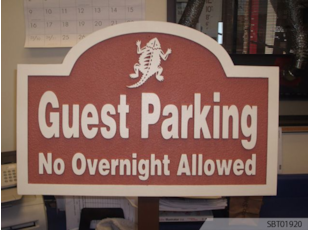 Guest Parking
No Overnight Allowed
SBT01920